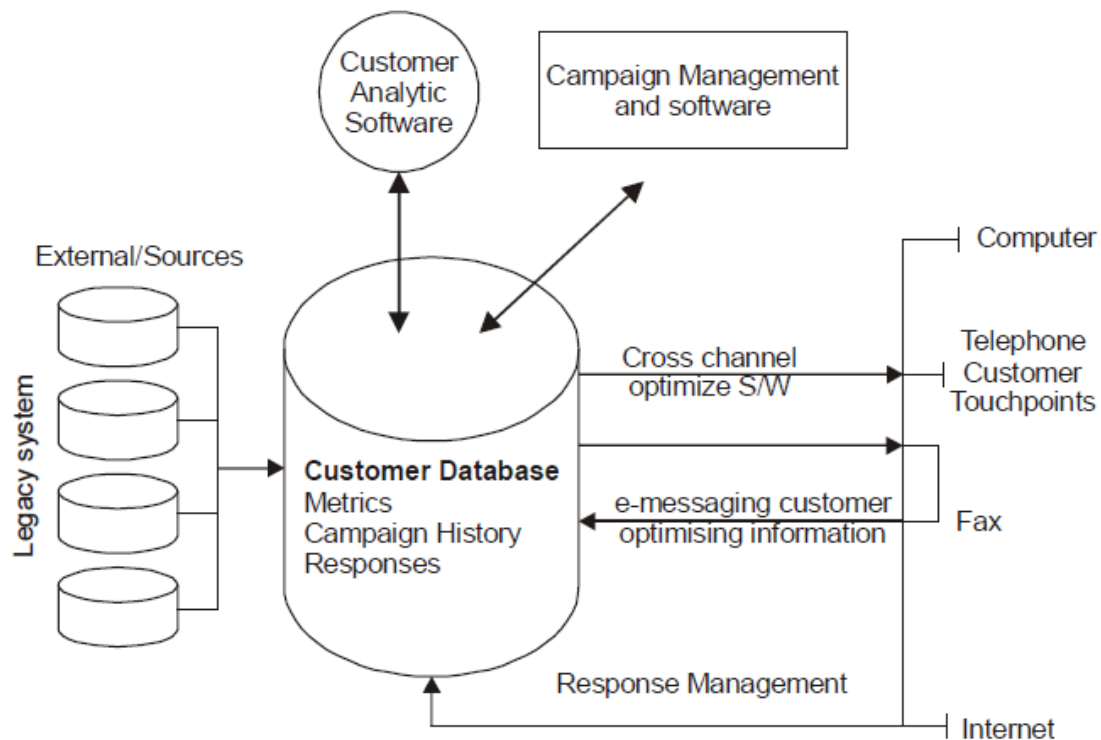 Customer
Analytic
Software
Campaign Management
and software
External/Sources
Legacy system
Customer Database
Metrics
Campaign History
Responses
Cross channel
optimize S/W
e-messaging customer
optimising information
Response Management
Computer
Telephone
Customer
Touchpoints
Fax
Internet